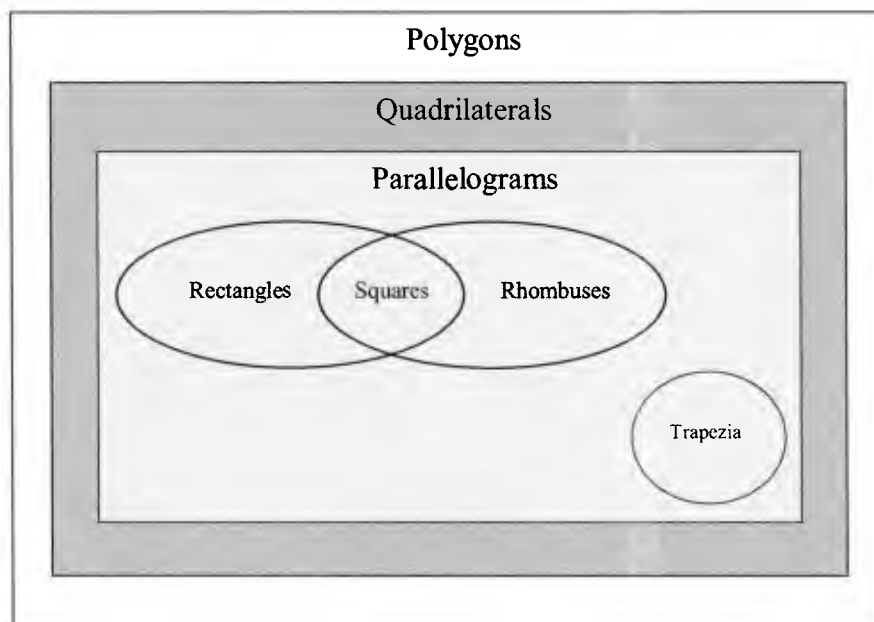 Polygons
Quadrilaterals
Parallelograms
Rectangles Squares Rhombuses
Trapezia